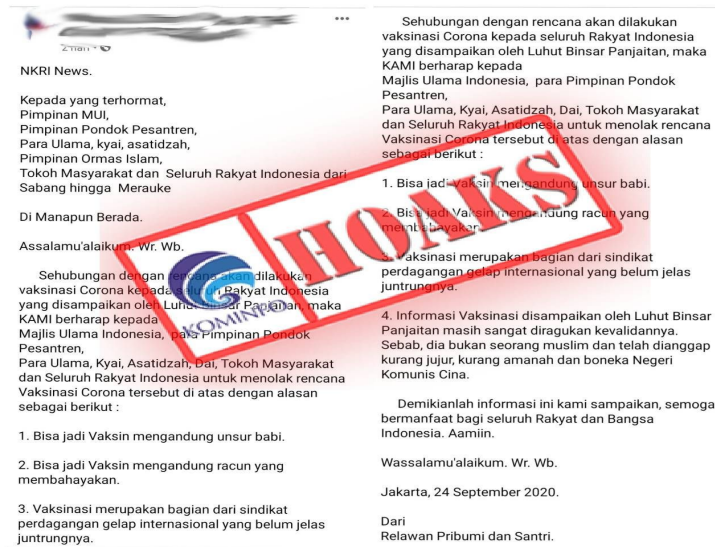 NKRI News.
Kepada yang terhormat,
Pimpinan MUI,
Pimpinan Pondok Pesantren,
Para Ulama, kyai, asatidzah,
Pimpinan Ormas Islam,
Tokoh Masyarakat dan Seluruh Rakyat Indonesia dari
Sabang hingga Merauke
Di Manapun Berada.
Assalamu'alaikum. Wr. Wb.
Sehubungan dengan rencana akan dilakukan
vaksinasi Corona kepada seluruh Rakyat Indonesia
yang disampaikan oleh Luhut Binsar Panjaitan, maka
KAMI berharap kepada
Majlis Ulama Indonesia, para Pimpinan Pondok
Pesantren,
Para Ulama, Kyai, Asatidzah, Dai, Tokoh Masyarakat
dan Seluruh Rakyat Indonesia untuk menolak rencana
Vaksinasi Corona tersebut di atas dengan alasan
sebagai berikut :
1. Bisa jadi Vaksin mengandung unsur babi.
2. Bisa jadi Vaksin mengandung racun yang
membahayakan.
3. Vaksinasi merupakan bagian dari sindikat
perdagangan gelap internasional yang belum jelas
juntrungnya.
Sehubungan dengan rencana akan dilakukan
vaksinasi Corona kepada seluruh Rakyat Indonesia
yang disampaikan oleh Luhut Binsar Panjaitan, maka
KAMI berharap kepada
Majlis Ulama Indonesia, para Pimpinan Pondok
Pesantren,
Para Ulama, Kyai, Asatidzah, Dai, Tokoh Masyarakat
dan Seluruh Rakyat Indonesia untuk menolak rencana
Vaksinasi Corona tersebut di atas dengan alasan
sebagai berikut :
1. Bisa jadi vaksin mengandung unsur babi.
2. Bisa jadi Vaksin mengandung racun yang
membahayakan.
3. Vaksinasi merupakan bagian dari sindikat
perdagangan gelap internasional yang belum jelas
juntrungnya.
4. Informasi Vaksinasi disampaikan oleh Luhut Binsar
Panjaitan masih sangat diragukan kevalidannya.
Sebab, dia bukan seorang muslim dan telah dianggap
kurang jujur, kurang amanah dan boneka Negeri
Komunis Cina.
Demikianlah informasi ini kami sampaikan, semoga
bermanfaat bagi seluruh Rakyat dan Bangsa
Indonesia. Aamiin.
Wassalamu'alaikum. Wr. Wb.
Jakarta, 24 September 2020.
Dari
Relawan Pribumi dan Santri.
KOMINFO
HOAKS